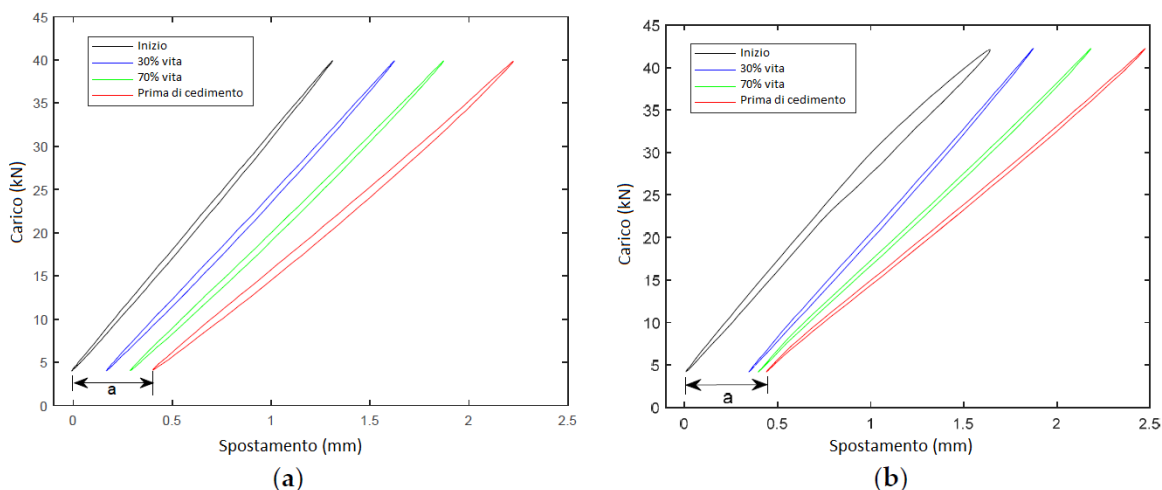 45
40
35
30
25
20
15
10
5
0
Carico (kN)
Inizio
30% vita
70% vita
Prima di cedimento
a
0
0.5
1
1.5
2
2.5
Spostamento (mm)
(a)
45
40
35
30
25
20
15
10
5
0
Carico (kN)
Inizio
30% vita
70% vita
Prima di cedimento
a
0
0.5
1
1.5
2
2.5
Spostamento (mm)
(b)